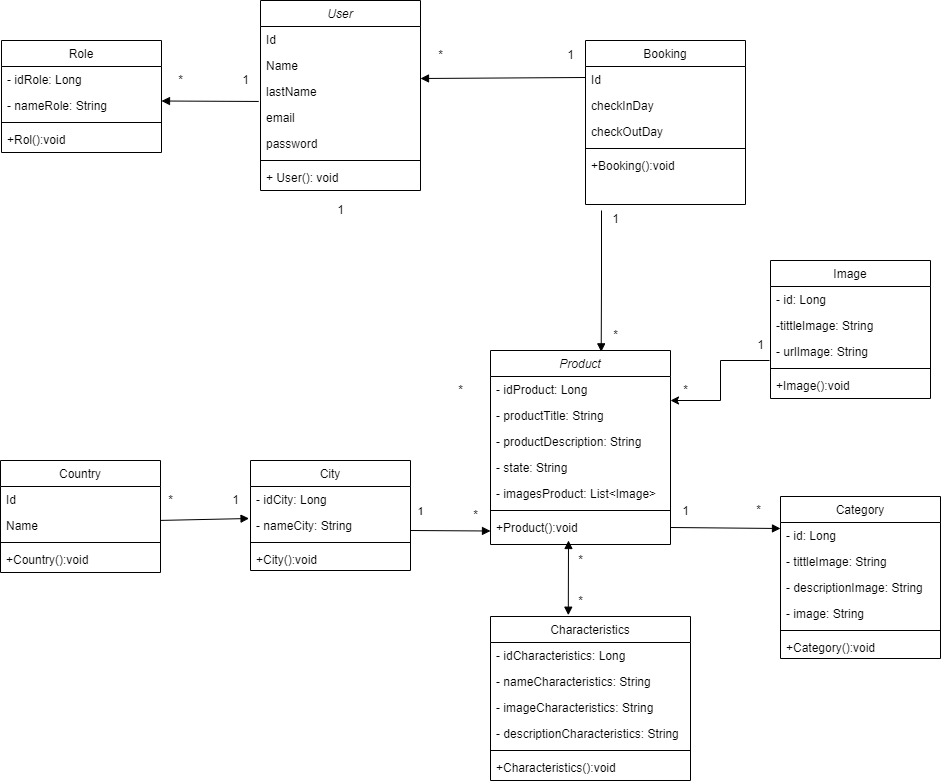 User
Id
Name
lastName
email
password
+ User(): void
Role
- idRole: Long
- nameRole: String
+Rol():void
*
1
*
1
Booking
Id
checkInDay
checkOutDay
+Booking():void
1
1
*
Image
- id: Long
-tittleImage: String
- urlImage: String
+Image():void
1
*
Product
- idProduct: Long
- productTitle: String
- productDescription: String
- state: String
- imagesProduct: List<Image>
+Product():void
*
Country
Id
Name
+Country():void
*
1
City
- idCity: Long
- nameCity: String
+City():void
1
*
1
*
Category
- id: Long
- tittleImage: String
- descriptionImage: String
- image: String
+Category():void
*
*
Characteristics
- idCharacteristics: Long
- nameCharacteristics: String
- imageCharacteristics: String
- descriptionCharacteristics: String
+Characteristics():void